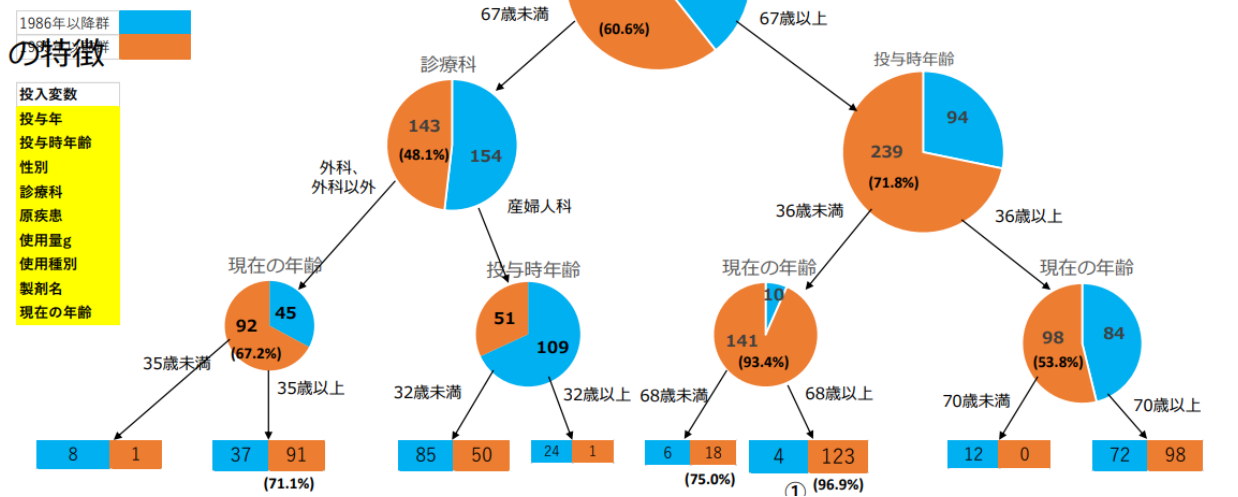 1986年以降群
の特徴
投入変数
投与年
投与時年齢
性別
診療科
原疾患
使用量g
使用種別
製剤名
現在の年齢
(60.6%)
67歳未満
67歳以上
診療科
143
(48.1%)
154
投与時年齢
94
239
(71.8%)
外科、
外科以外
産婦人科
36歳未満
36歳以上
現在の年齢
45
92
(67.2%)
投与時年齢
51
109
現在の年齢
10
141
(93.4%)
現在の年齢
98
84
(53.8%)
35歳未満
35歳以上
32歳未満
32歳以上
68歳未満
68歳以上
70歳未満
70歳以上
8 1
37 91
(71.1%)
85 50
24 1
6 18
(75.0%)
4 123
① (96.9%)
12 0
72 98